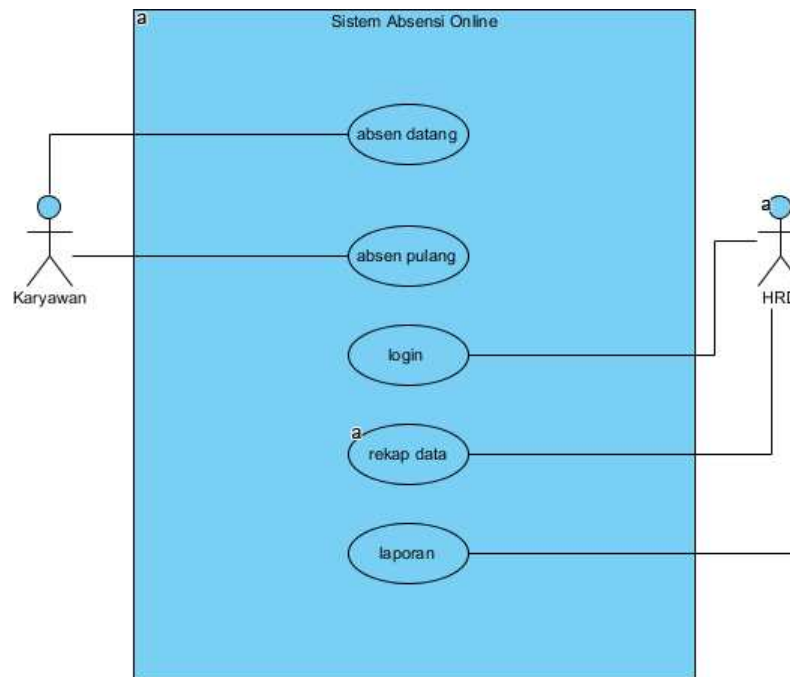 a
Sistem Absensi Online
absen datang
a
absen pulang
Karyawan
login
a
rekap data
laporan